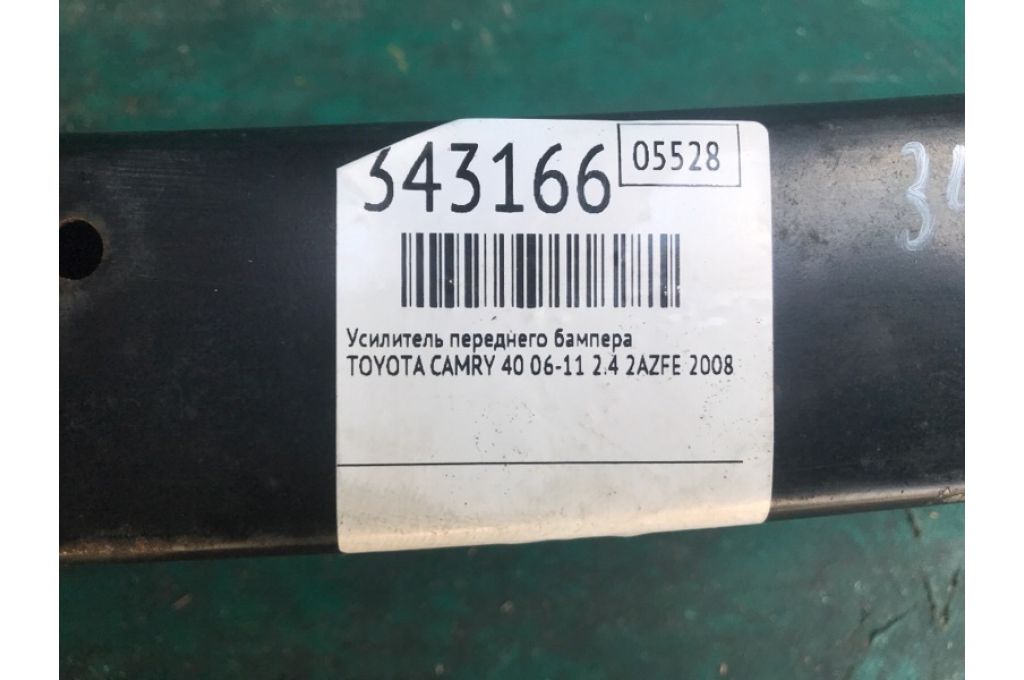 343166
05528
Усилитель переднего бампера
TOYOTA CAMRY 40 06-11 2.4 2AZFE 2008